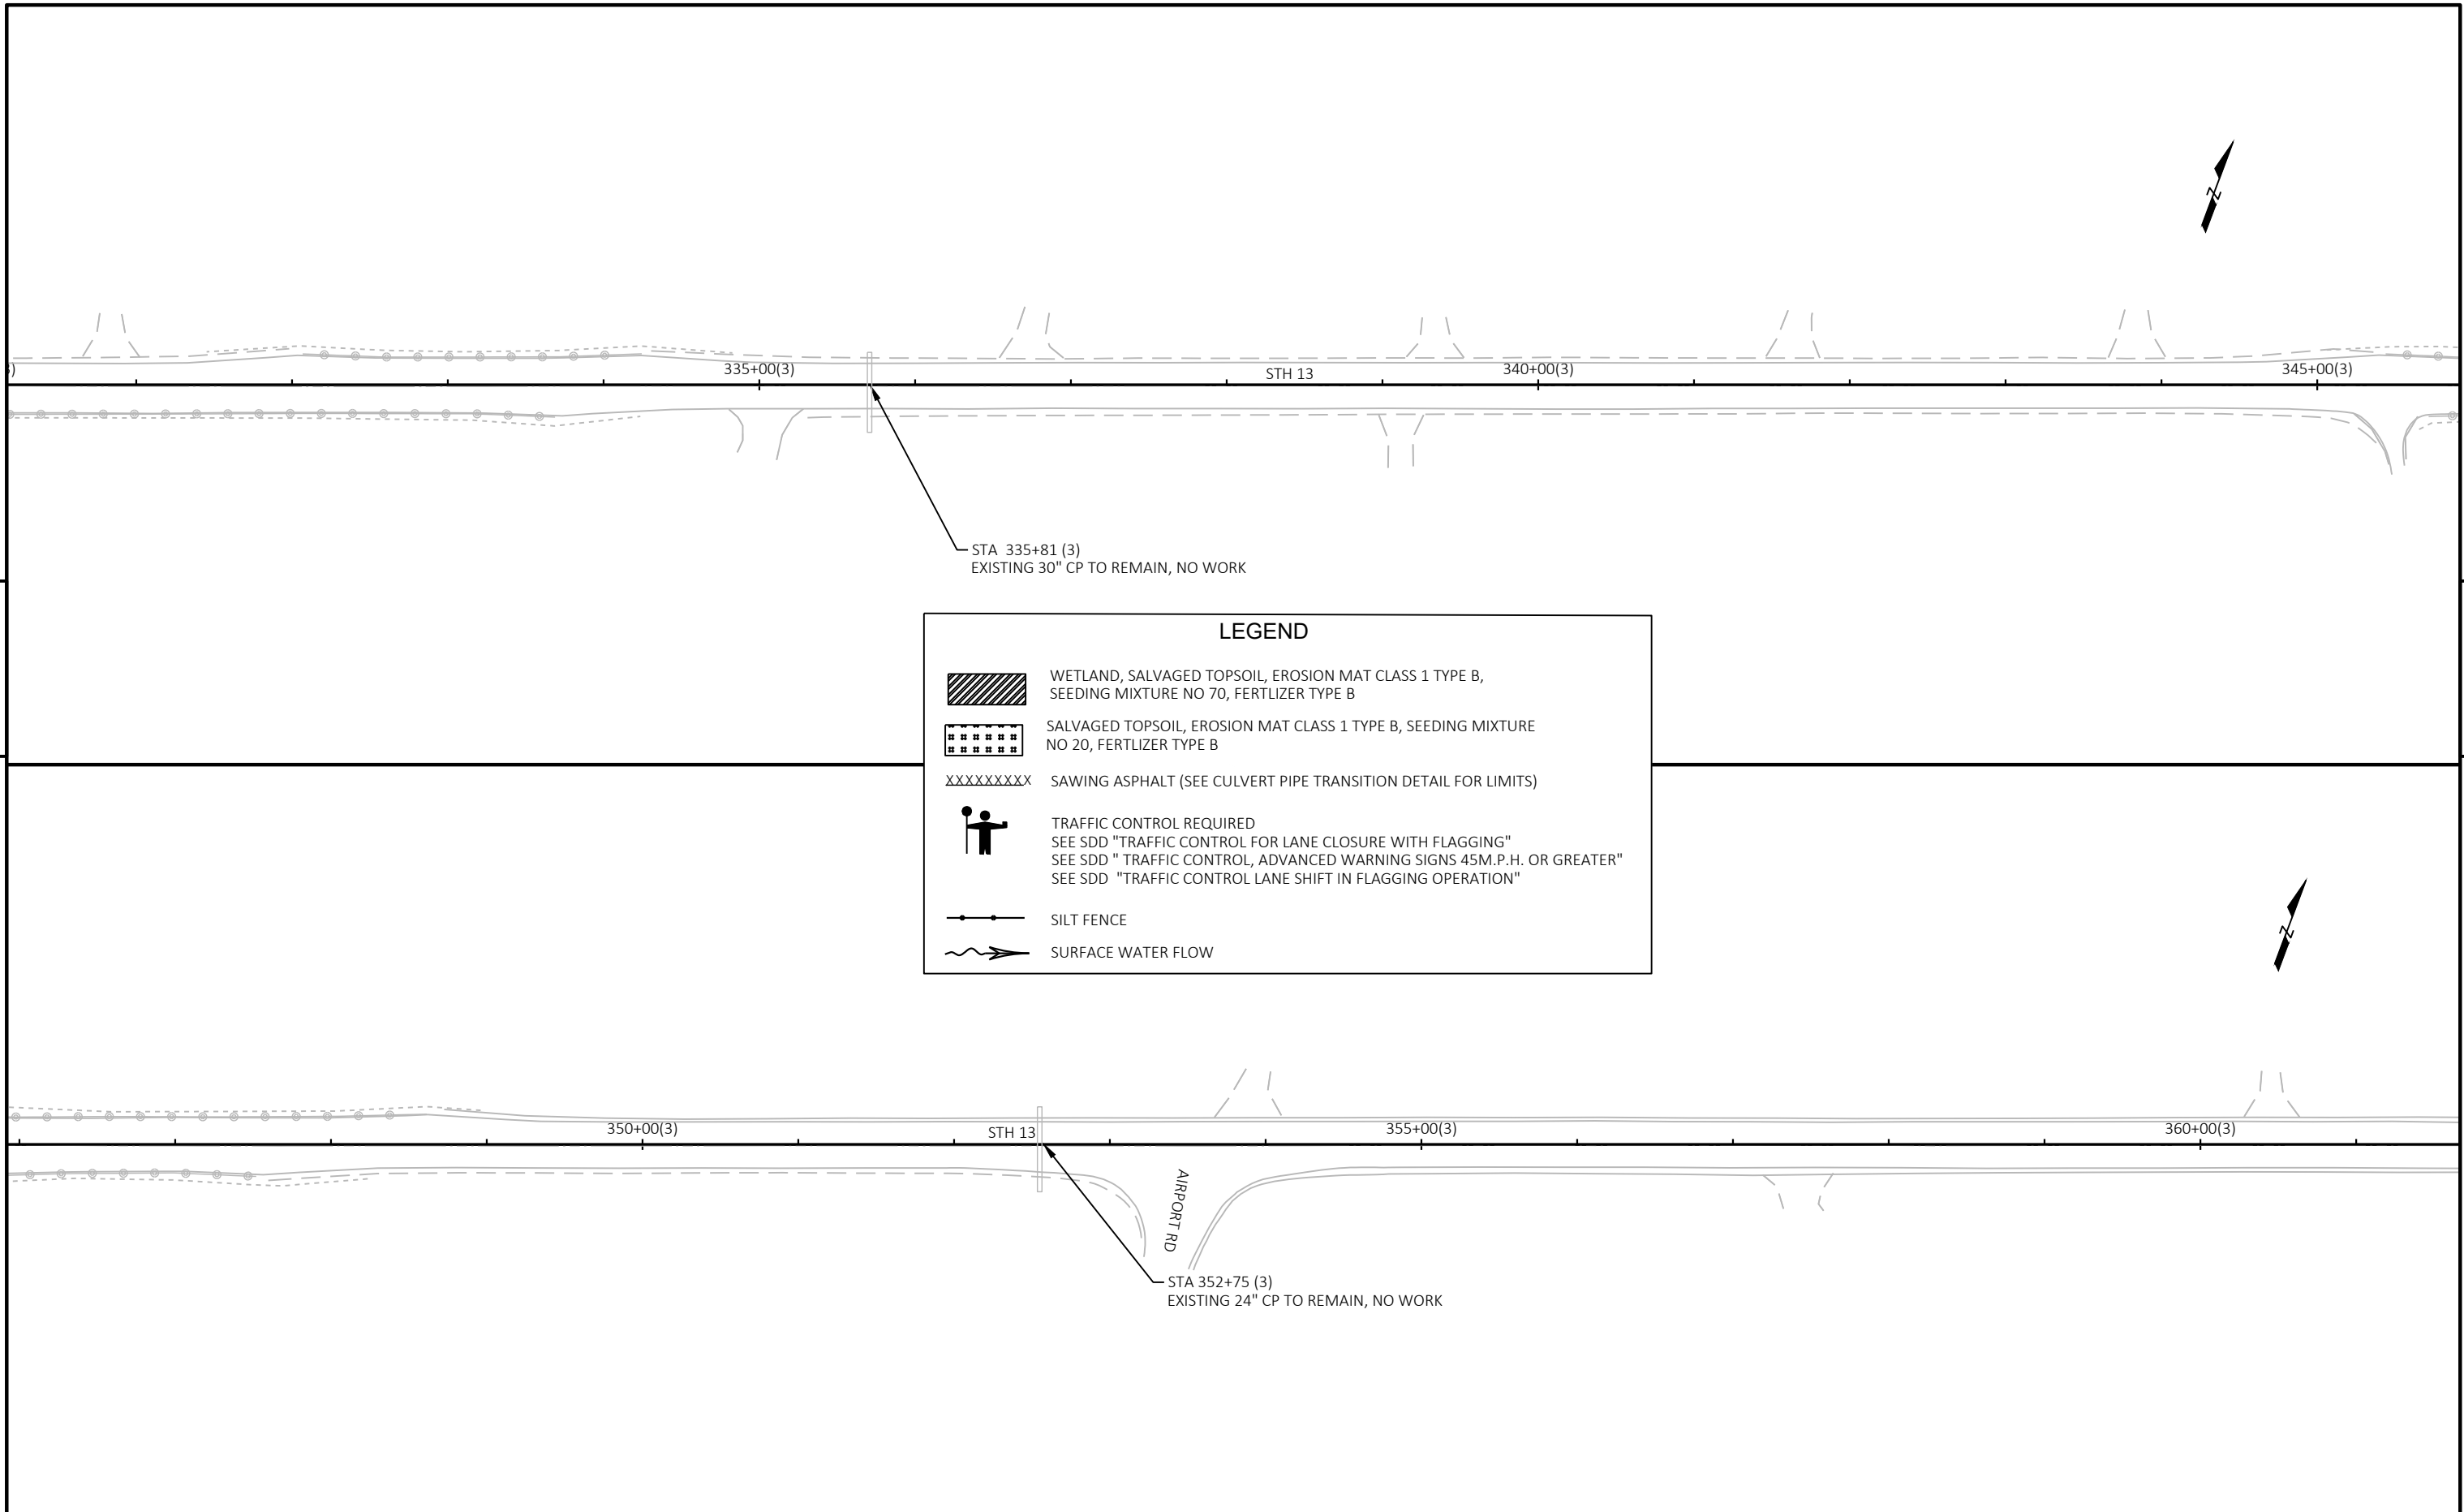 N
3)
335+00(3)
STH 13
340+00(3)
345+00(3)
STA 335+81 (3)
EXISTING 30" CP TO REMAIN, NO WORK
LEGEND
WETLAND, SALVAGED TOPSOIL, EROSION MAT CLASS 1 TYPE B,
SEEDING MIXTURE NO 70, FERTLIZER TYPE B
SALVAGED TOPSOIL, EROSION MAT CLASS 1 TYPE B, SEEDING MIXTURE
NO 20, FERTLIZER TYPE B
XXXXXXXXX SAWING ASPHALT (SEE CULVERT PIPE TRANSITION DETAIL FOR LIMITS)
TRAFFIC CONTROL REQUIRED
SEE SDD "TRAFFIC CONTROL FOR LANE CLOSURE WITH FLAGGING"
SEE SDD " TRAFFIC CONTROL, ADVANCED WARNING SIGNS 45M.P.H. OR GREATER"
SEE SDD "TRAFFIC CONTROL LANE SHIFT IN FLAGGING OPERATION"
SILT FENCE
SURFACE WATER FLOW
N
350+00(3)
STH 13
355+00(3)
360+00(3)
AIRPORT RD
STA 352+75 (3)
EXISTING 24" CP TO REMAIN, NO WORK